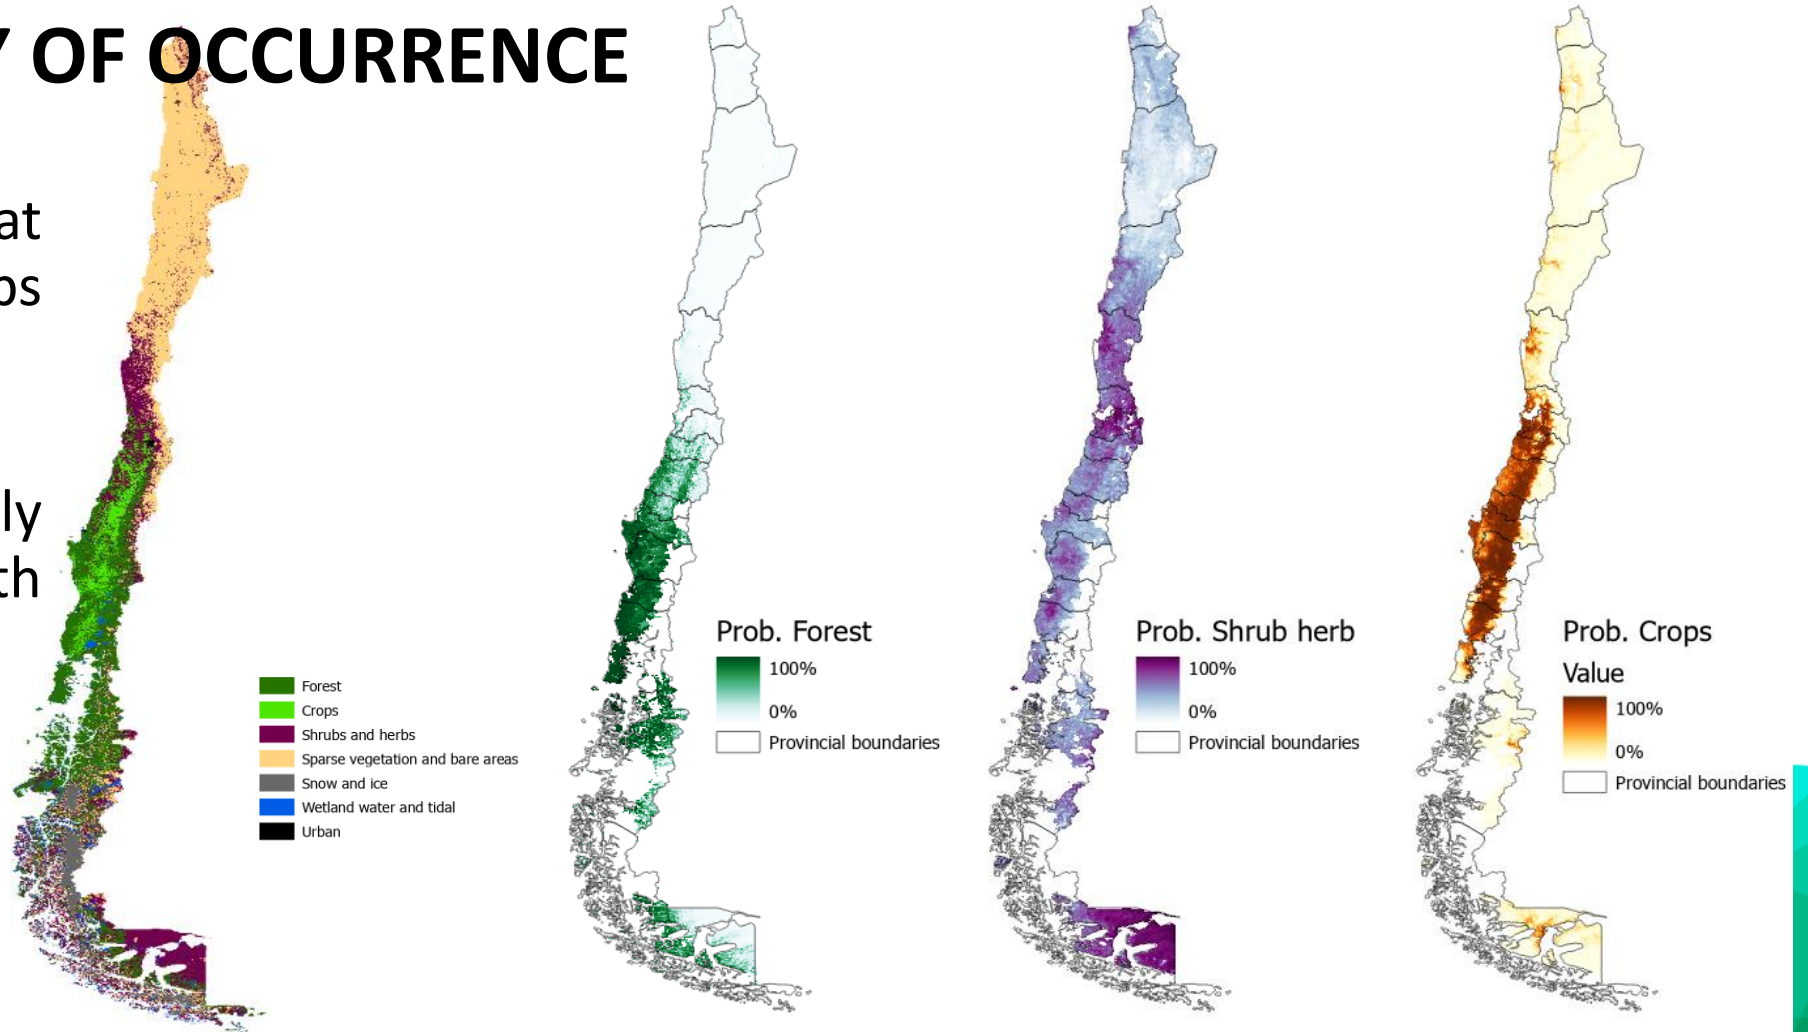 Y OF OCCURRENCE
at
ps
ly
th
Forest
Crops
Shrubs and herbs
Sparse vegetation and bare areas
Snow and ice
Wetland water and tidal
Urban
Prob. Forest
100%
0%
Provincial boundaries
Prob. Shrub herb
100%
0%
Provincial boundaries
Prob. Crops
Value
100%
0%
Provincial boundaries